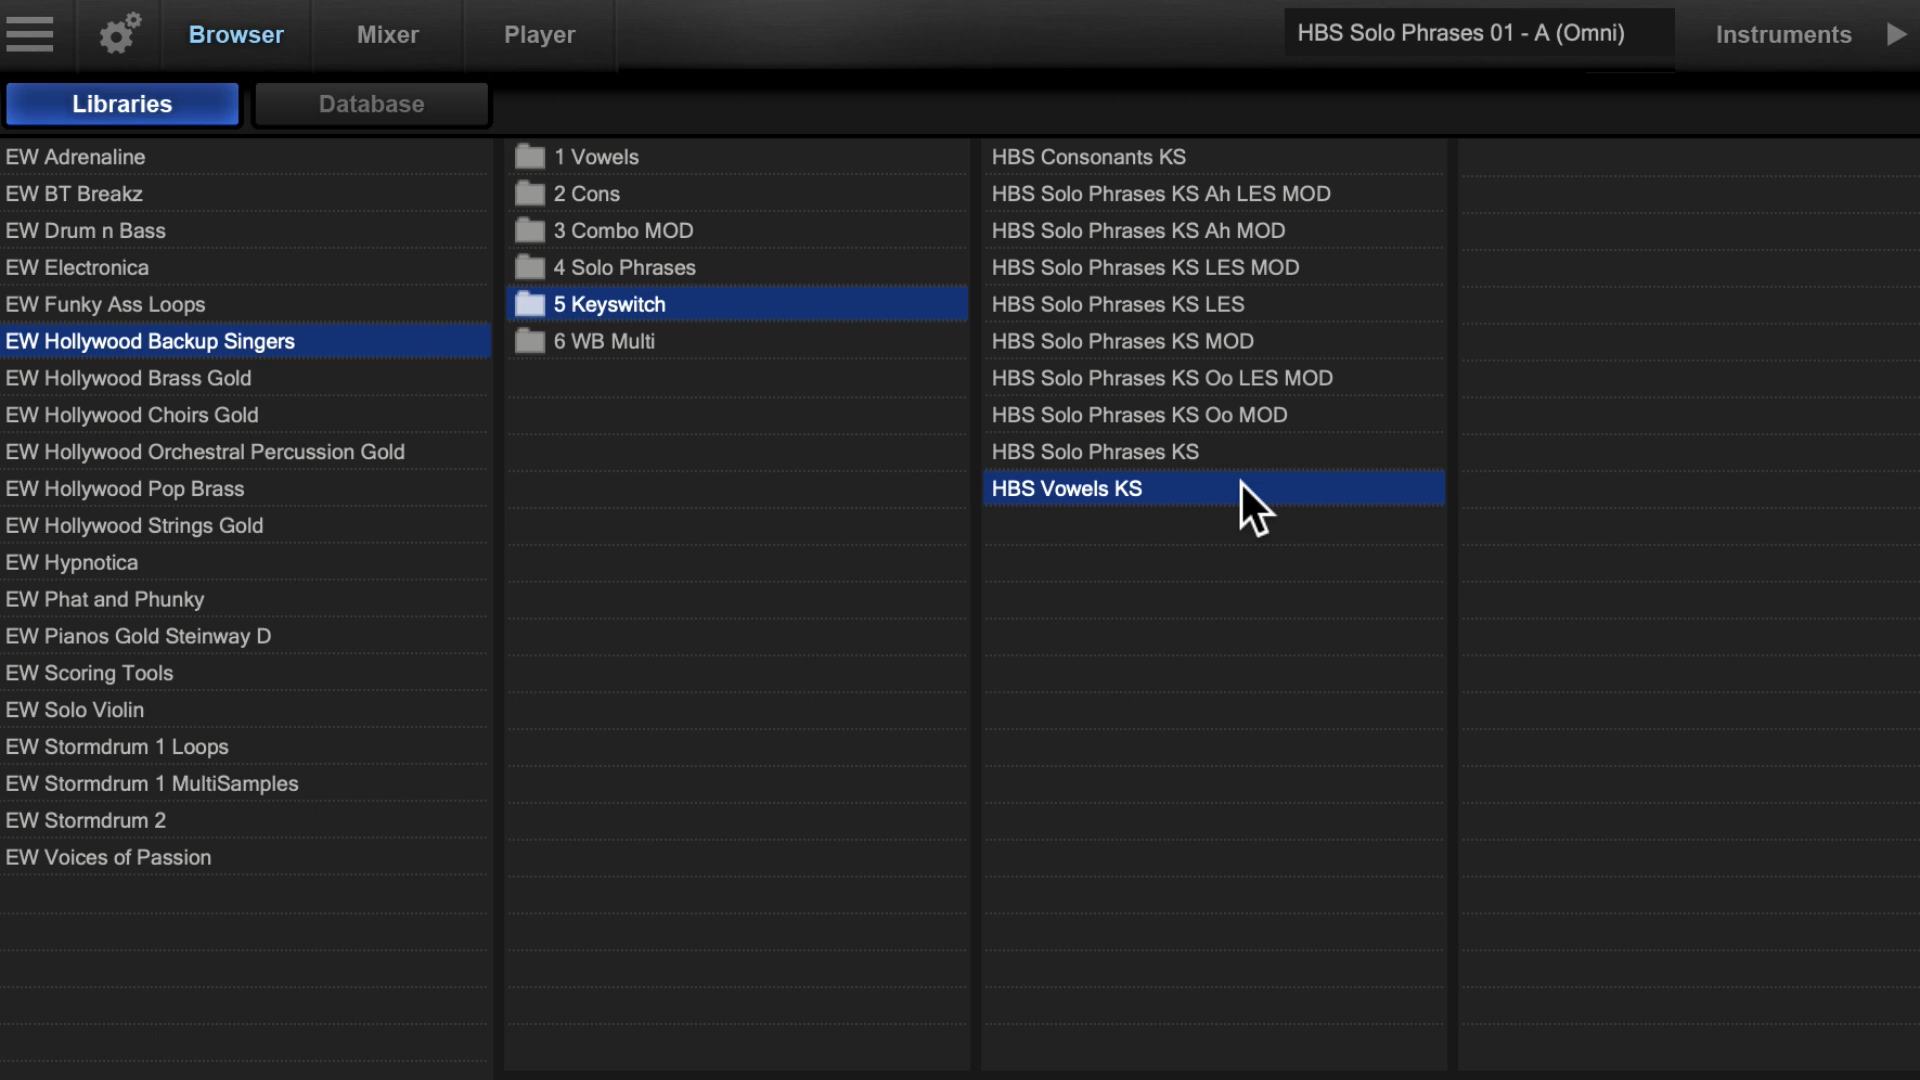 Browser
Mixer
Player
HBS Solo Phrases 01 - A (Omni)
Instruments
Libraries
Database
EW Adrenaline
EW BT Breakz
EW Drum n Bass
EW Electronica
EW Funky Ass Loops
EW Hollywood Backup Singers
EW Hollywood Brass Gold
EW Hollywood Choirs Gold
EW Hollywood Orchestral Percussion Gold
EW Hollywood Pop Brass
EW Hollywood Strings Gold
EW Hypnotica
EW Phat and Phunky
EW Pianos Gold Steinway D
EW Scoring Tools
EW Solo Violin
EW Stormdrum 1 Loops
EW Stormdrum 1 MultiSamples
EW Stormdrum 2
EW Voices of Passion
1 Vowels
2 Cons
3 Combo MOD
4 Solo Phrases
5 Keyswitch
6 WB Multi
HBS Consonants KS
HBS Solo Phrases KS Ah LES MOD
HBS Solo Phrases KS Ah MOD
HBS Solo Phrases KS LES MOD
HBS Solo Phrases KS LES
HBS Solo Phrases KS MOD
HBS Solo Phrases KS Oo LES MOD
HBS Solo Phrases KS Oo MOD
HBS Solo Phrases KS
HBS Vowels KS